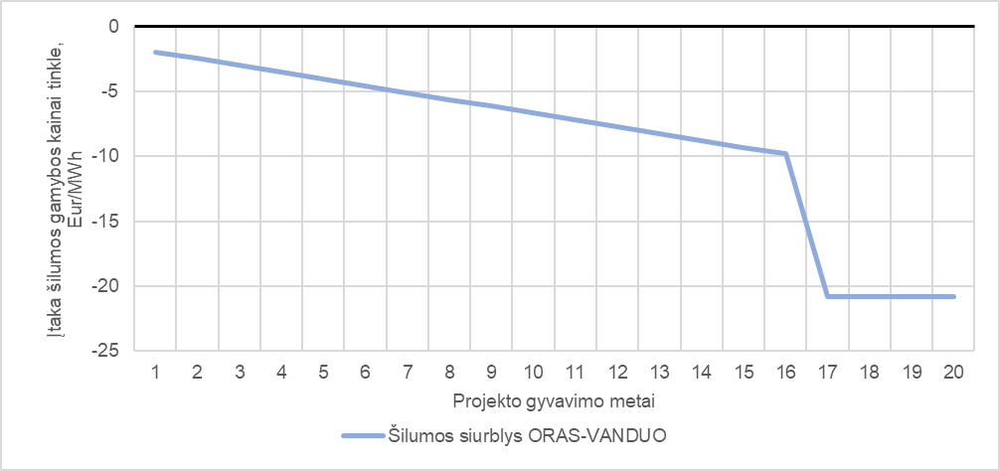 Įtaka šilumos gamybos kainai tinkle,
Eur/MWh
0
-5
-10
-15
-20
-25
1 2 3 4 5 6 7 8 9 10 11 12 13 14 15 16 17 18 19 20
Projekto gyvavimo metai
Šilumos siurblys ORAS-VANDUO